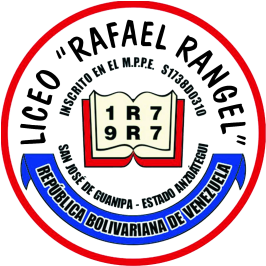 LICEO "RAFAEL RANGEL"
INSCRITO EN EL M.P.P.E. S1738D0310
1R7
9R7
SAN JOSÉ DE GUANIPA - ESTADO ANZOÁTEGUI
REPÚBLICA BOLIVARIANA DE VENEZUELA